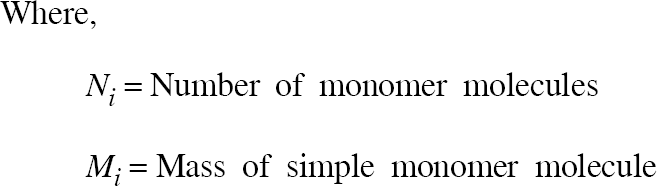 Where,
N_i = Number of monomer molecules
M_i = Mass of simple monomer molecule